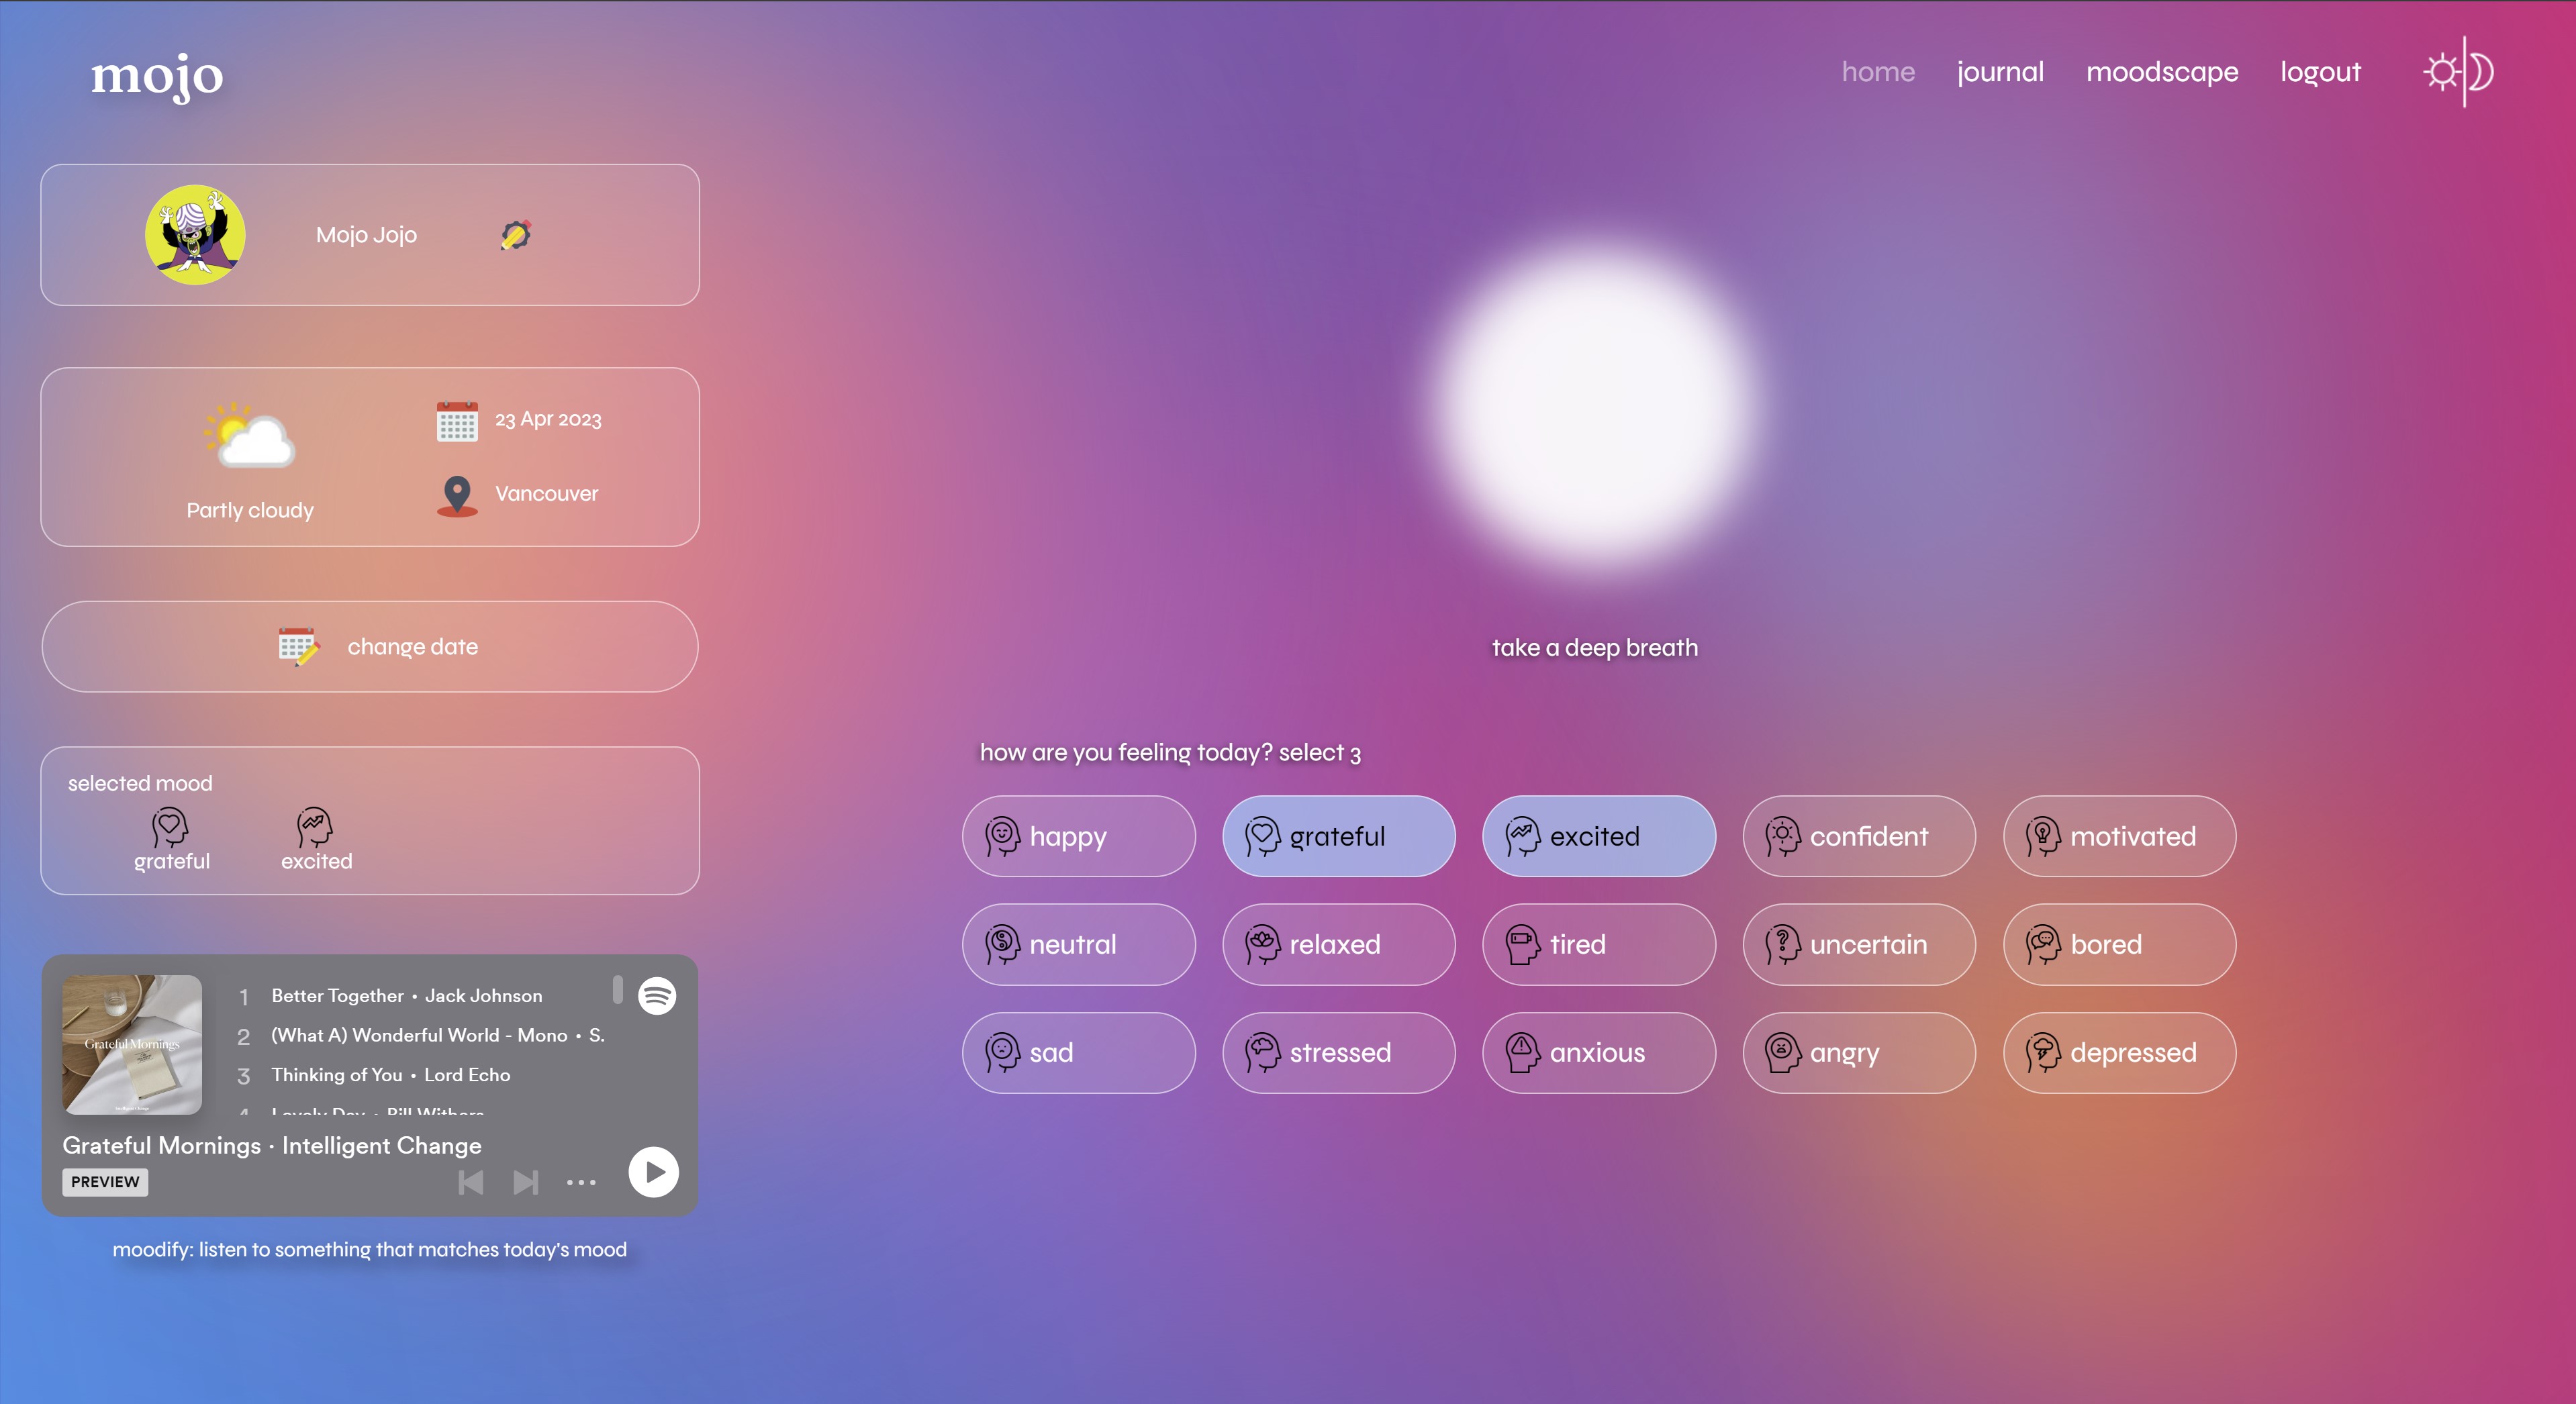 mojo
home journal moodscape logout
Mojo Jojo
Partly cloudy
23 Apr 2023
Vancouver
change date
selected mood
grateful excited
1 Better Together • Jack Johnson
2 (What A) Wonderful World - Mono • S.
3 Thinking of You • Lord Echo
4 Lovely Day • Bill Withers
Grateful Mornings
Grateful Mornings · Intelligent Change
PREVIEW
moodify: listen to something that matches today's mood
take a deep breath
how are you feeling today? select 3
happy grateful excited confident motivated
neutral relaxed tired uncertain bored
sad stressed anxious angry depressed